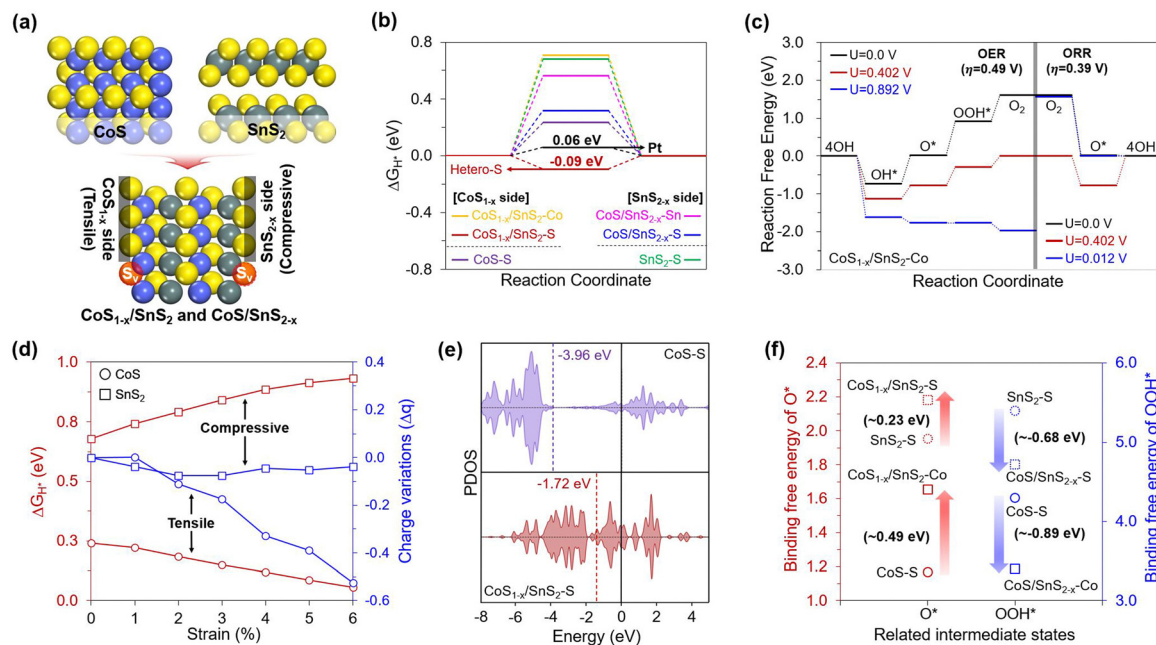 (a)
CoS
SnS2
CoS1-x side
(Tensile)
SnS2-x side
(Compressive)
Sv
Sv
CoS1-x/SnS2 and CoS/SnS2-x
(b)
ΔGH* (eV)
0.8
0.4
0.0
-0.4
-0.8
0.06 eV
Pt
-0.09 eV
Hetero-S
[CoS1-x side]
[SnS2-x side]
CoS1-x/SnS2-Co
CoS/SnS2-x-Sn
CoS1-x/SnS2-S
CoS/SnS2-x-S
CoS-S
SnS2-S
Reaction Coordinate
(c)
Reaction Free Energy (eV)
3.0
2.0
1.0
0.0
-1.0
-2.0
-3.0
U=0.0 V
U=0.402 V
U=0.892 V
OER
(η=0.49 V)
ORR
(η=0.39 V)
4OH
OH*
O*
OOH*
O2
O2
O*
4OH
U=0.0 V
U=0.402 V
U=0.012 V
CoS1-x/SnS2-Co
Reaction Coordinate
(d)
ΔGH* (eV)
1.0
0.8
0.5
0.3
0.0
CoS
SnS2
Compressive
Tensile
0.4
0.2
0.0
-0.2
-0.4
-0.6
Charge variations (Δq)
0 1 2 3 4 5 6
Strain (%)
(e)
PDOS
-3.96 eV
CoS-S
-1.72 eV
CoS1-x/SnS2-S
-8 -6 -4 -2 0 2 4
Energy (eV)
(f)
Binding free energy of O*
2.4
2.2
2.0
1.8
1.6
1.4
1.2
1.0
CoS1-x/SnS2-S
(~0.23 eV)
SnS2-S
CoS1-x/SnS2-Co
(~0.49 eV)
CoS-S
SnS2-S
(~-0.68 eV)
CoS/SnS2-x-S
CoS-S
(~-0.89 eV)
CoS/SnS2-x-Co
6.0
5.0
4.0
3.0
Binding free energy of OOH*
O* OOH*
Related intermediate states